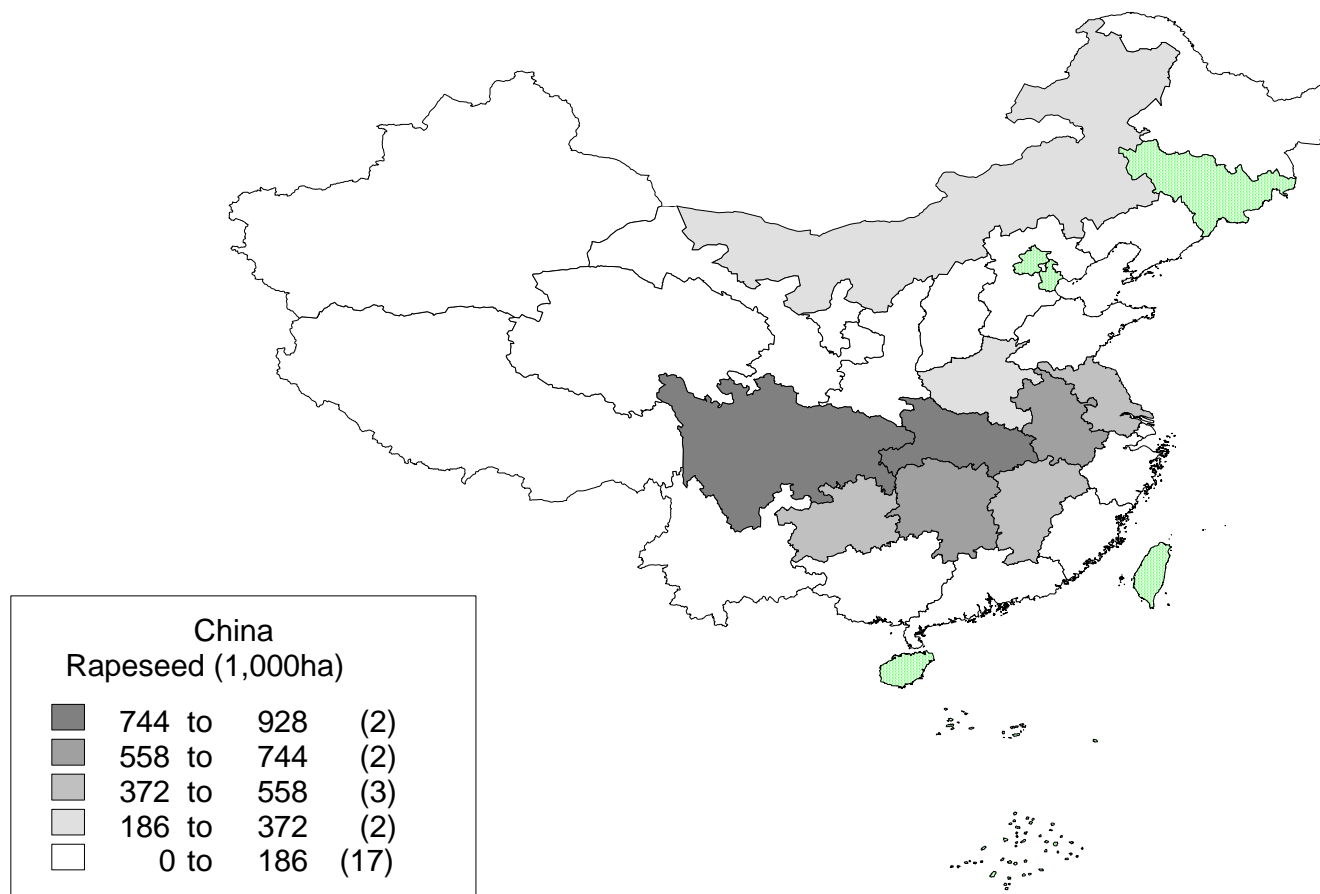 China
Rapeseed (1,000ha)
744 to 928 (2)
558 to 744 (2)
372 to 558 (3)
186 to 372 (2)
0 to 186 (17)